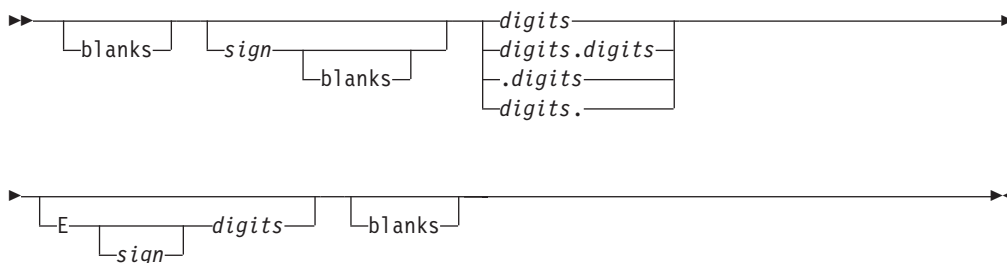 digits
blanks sign digits.digits
blanks .digits
digits.
E digits blanks
sign